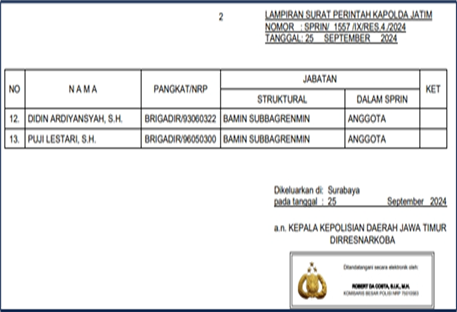 2
LAMPIRAN SURAT PERINTAH KAPOLDA JATIM
NOMOR : SPRIN/ 1557 /IX/RES.4./2024
TANGGAL: 25 SEPTEMBER 2024
NO NAMA PANGKAT/NRP JABATAN KET
STRUKTURAL DALAM SPRIN
12. DIDIN ARDIYANSYAH, S.H. BRIGADIR/93060322 BAMIN SUBBAGRENMIN ANGGOTA
13. PUJI LESTARI, S.H. BRIGADIR/96050300 BAMIN SUBBAGRENMIN ANGGOTA
Dikeluarkan di: Surabaya
pada tanggal : 25 September 2024
a.n. KEPALA KEPOLISIAN DAERAH JAWA TIMUR
DIRRESNARKOBA
Ditandatangani secara elektronik oleh:
ROBERT DA COSTA, S.I.K., M.H.
KOMISARIS BESAR POLISI NRP